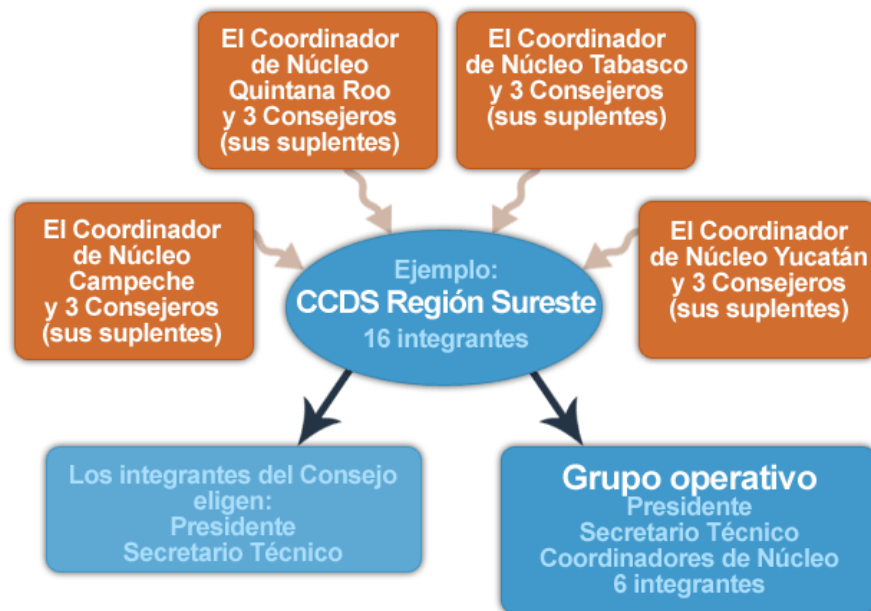 El Coordinador
de Núcleo
Quintana Roo
y 3 Consejeros
(sus suplentes)
El Coordinador
de Núcleo Tabasco
y 3 Consejeros
(sus suplentes)
El Coordinador
de Núcleo
Campeche
y 3 Consejeros
(sus suplentes)
El Coordinador
de Núcleo Yucatán
y 3 Consejeros
(sus suplentes)
Ejemplo:
CCDS Región Sureste
16 integrantes
Los integrantes del Consejo
eligen:
Presidente
Secretario Técnico
Grupo operativo
Presidente
Secretario Técnico
Coordinadores de Núcleo
6 integrantes